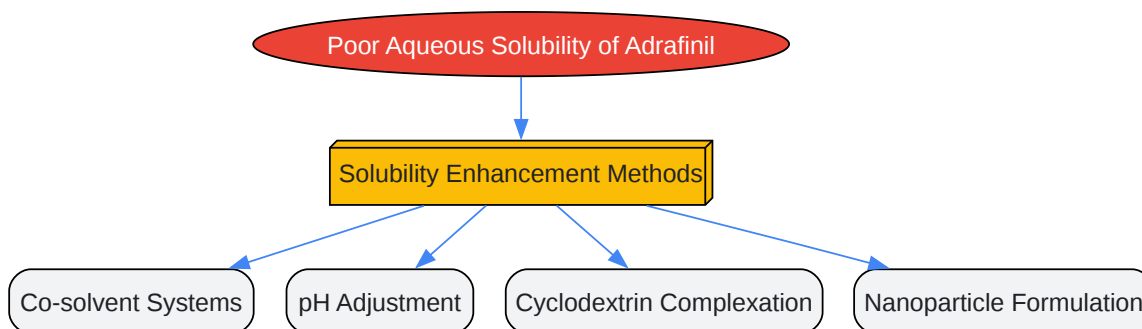 Poor Aqueous Solubility of Adrafinil
Solubility Enhancement Methods
Co-solvent Systems
pH Adjustment
Cyclodextrin Complexation
Nanoparticle Formulation